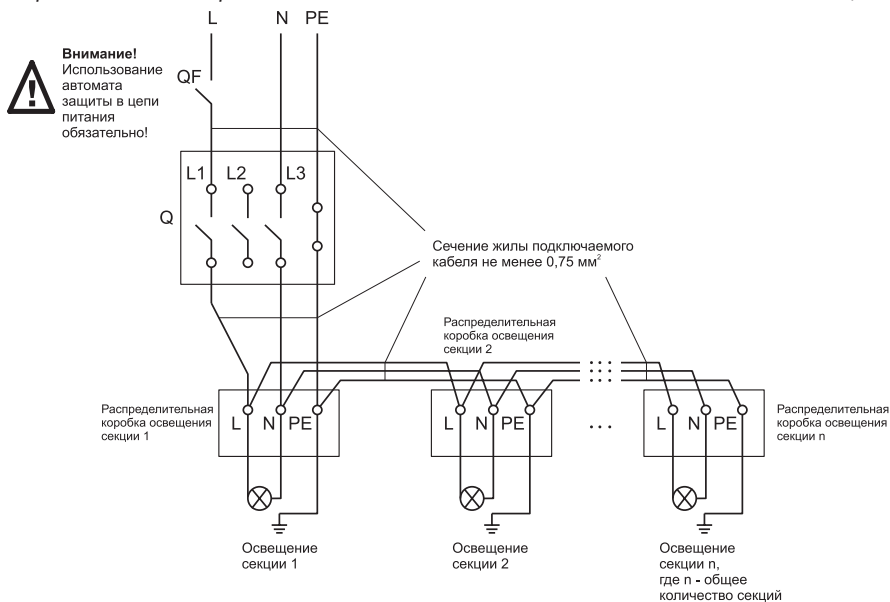 L N PE
Внимание!
Использование
автомата
защиты в цепи
питания
обязательно!
QF
L1 L2 L3
Q
Сечение жилы подключаемого
кабеля не менее 0,75 мм²
Распределительная
коробка освещения
секции 2
Распределительная
коробка освещения
секции 1
L N PE
L N PE
...
L N PE
Распределительная
коробка освещения
секции n
Освещение
секции 1
Освещение
секции 2
Освещение
секции n,
где n - общее
количество секций